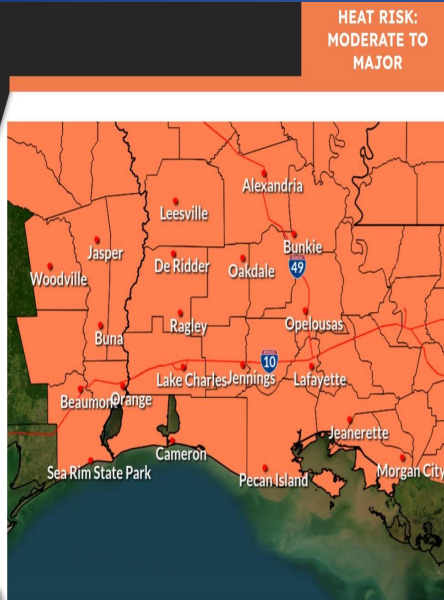 HEAT RISK:
MODERATE TO
MAJOR
Alexandria
Leesville
Bunkie
Jasper
De Ridder
Oakdale
49
Woodville
Ragley
Opelousas
Buna
10
Lake Charles
Jennings
Lafayette
Beaumont
Orange
Jeanerette
Cameron
Sea Rim State Park
Pecan Island
Morgan City